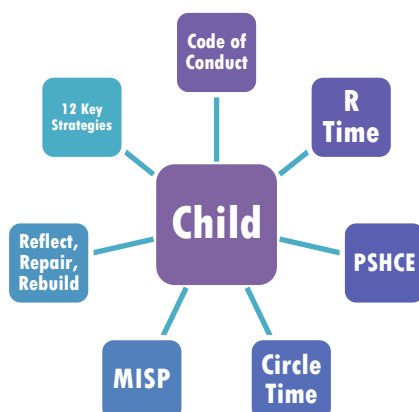 Code of
Conduct
12 Key
Strategies
R
Time
Child
Reflect,
Repair,
Rebuild
PSHCE
MISP
Circle
Time